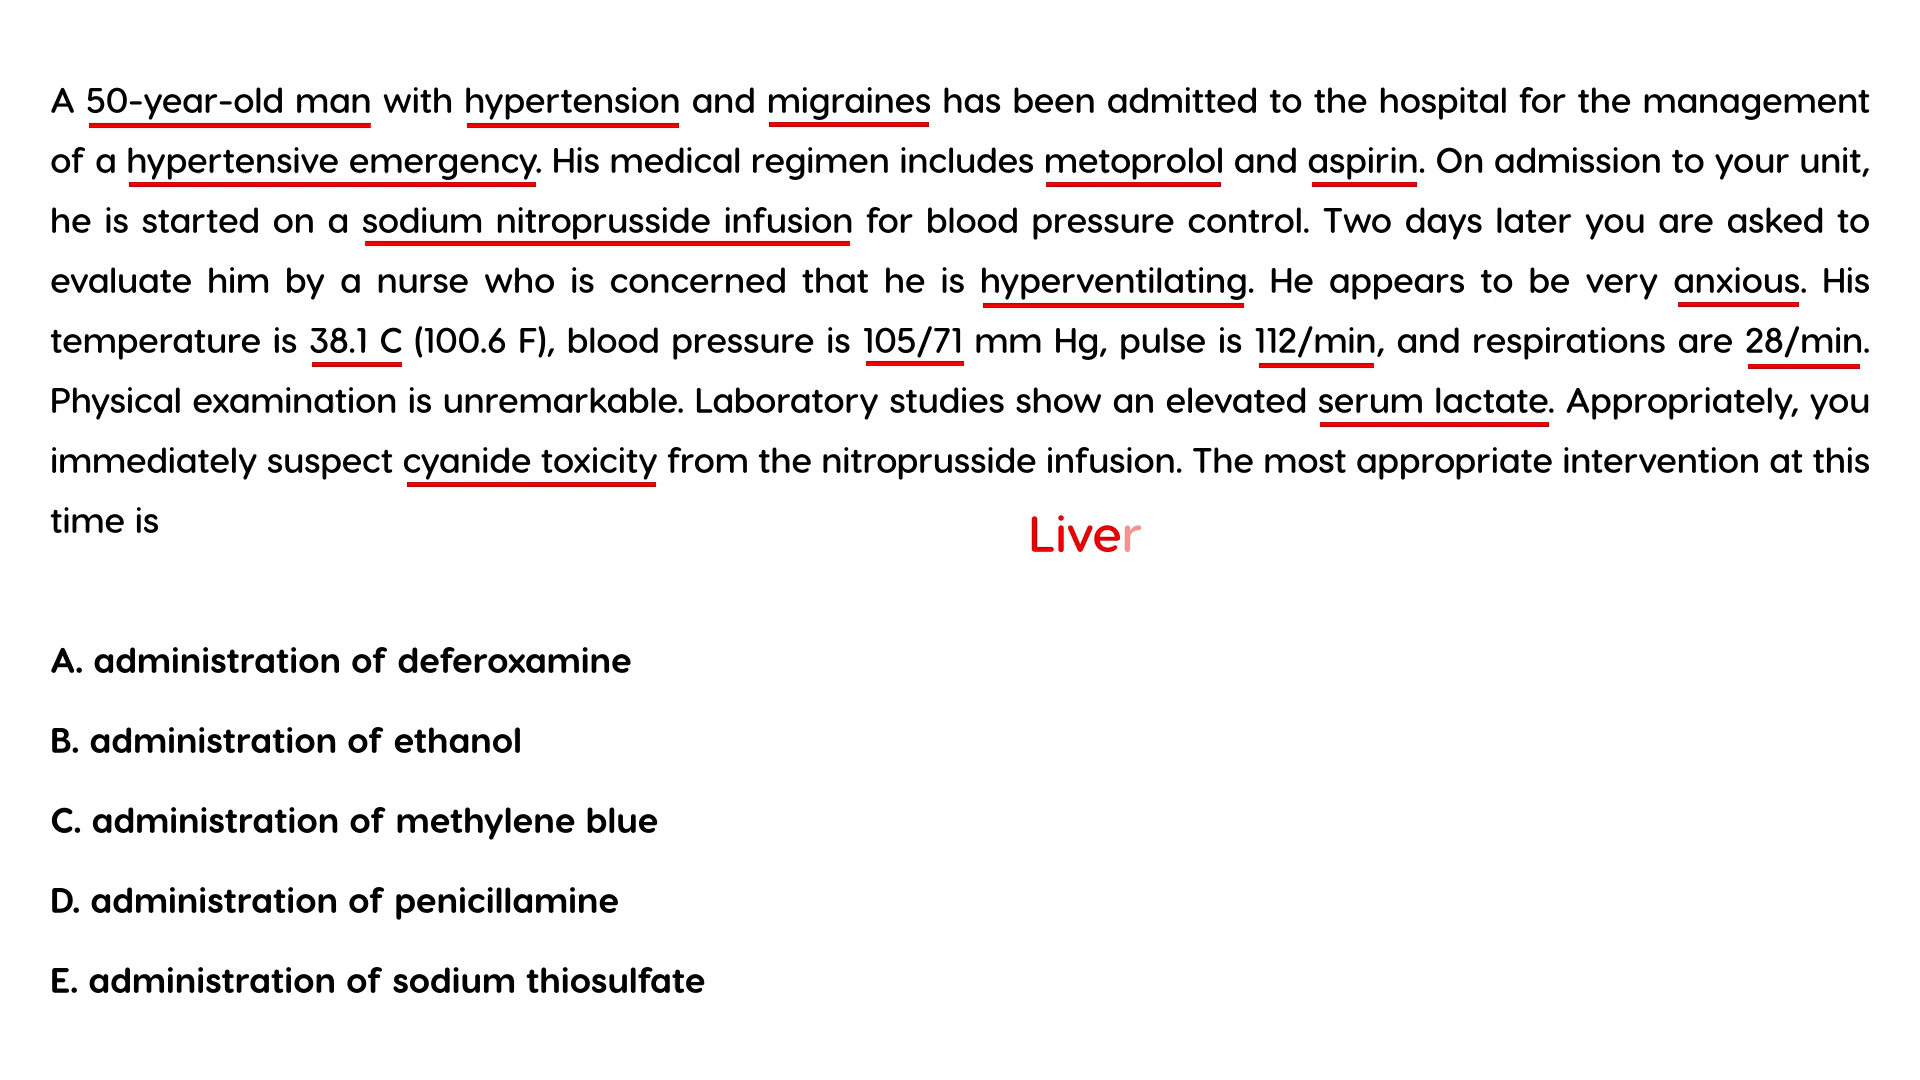 A 50-year-old man with hypertension and migraines has been admitted to the hospital for the management
of a hypertensive emergency. His medical regimen includes metoprolol and aspirin. On admission to your unit,
he is started on a sodium nitroprusside infusion for blood pressure control. Two days later you are asked to
evaluate him by a nurse who is concerned that he is hyperventilating. He appears to be very anxious. His
temperature is 38.1 C (100.6 F), blood pressure is 105/71 mm Hg, pulse is 112/min, and respirations are 28/min.
Physical examination is unremarkable. Laboratory studies show an elevated serum lactate. Appropriately, you
immediately suspect cyanide toxicity from the nitroprusside infusion. The most appropriate intervention at this
time is
Liver
A. administration of deferoxamine
B. administration of ethanol
C. administration of methylene blue
D. administration of penicillamine
E. administration of sodium thiosulfate